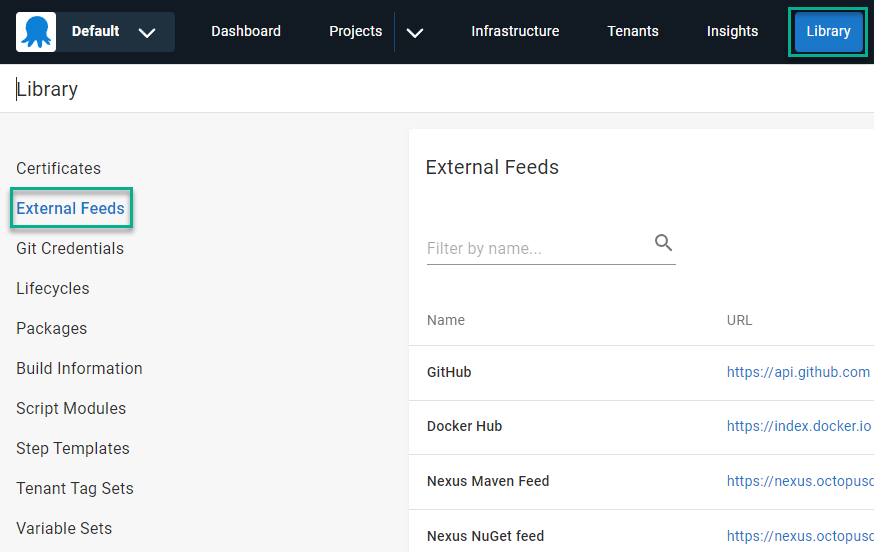 Default
Dashboard
Projects
Infrastructure
Tenants
Insights
Library
Library
Certificates
External Feeds
Git Credentials
Lifecycles
Packages
Build Information
Script Modules
Step Templates
Tenant Tag Sets
Variable Sets
External Feeds
Filter by name...
Name URL
GitHub https://api.github.com
Docker Hub https://index.docker.io
Nexus Maven Feed https://nexus.octopusd
Nexus NuGet feed https://nexus.octopusd